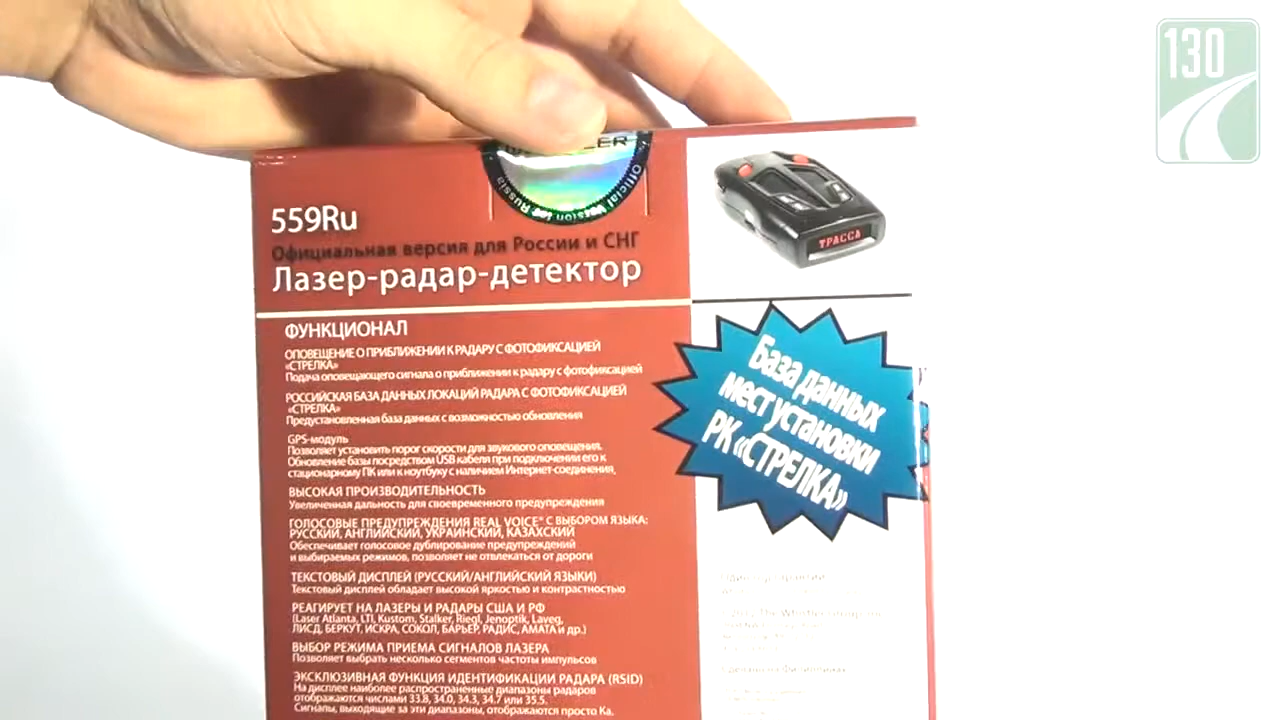 130
Official Version for Russia
559Ru
Официальная версия для России и СНГ
Лазер-радар-детектор
ТРАССА
ФУНКЦИОНАЛ
ОПОВЕЩЕНИЕ О ПРИБЛИЖЕНИИ К РАДАРУ С ФОТОФИКСАЦИЕЙ
«СТРЕЛКА»
Подача оповещающего сигнала о приближении к радару с фотофиксацией
РОССИЙСКАЯ БАЗА ДАННЫХ ЛОКАЦИЙ РАДАРА С ФОТОФИКСАЦИЕЙ
«СТРЕЛКА»
Предустановленная база данных с возможностью обновления
GPS-модуль
Позволяет установить порог скорости для звукового оповещения.
Обновление базы посредством USB кабеля при подключении его к
стационарному ПК или к ноутбуку с наличием Интернет-соединения.
ВЫСОКАЯ ПРОИЗВОДИТЕЛЬНОСТЬ
Увеличенная дальность для своевременного предупреждения
ГОЛОСОВЫЕ ПРЕДУПРЕЖДЕНИЯ REAL VOICE® С ВЫБОРОМ ЯЗЫКА:
РУССКИЙ, АНГЛИЙСКИЙ, УКРАИНСКИЙ, КАЗАХСКИЙ
Обеспечивает голосовое дублирование предупреждений
и выбираемых режимов, позволяет не отвлекаться от дороги
ТЕКСТОВЫЙ ДИСПЛЕЙ (РУССКИЙ/АНГЛИЙСКИЙ ЯЗЫКИ)
Текстовый дисплей обладает высокой яркостью и контрастностью
РЕАГИРУЕТ НА ЛАЗЕРЫ И РАДАРЫ США И РФ
(Laser Atlanta, LTI, Kustom, Stalker, Riegl, Jenoptik, Laveg,
ЛИСД, БЕРКУТ, ИСКРА, СОКОЛ, БАРЬЕР, РАДИС, АМАТА и др.)
ВЫБОР РЕЖИМА ПРИЕМА СИГНАЛОВ ЛАЗЕРА
Позволяет выбрать несколько сегментов частоты импульсов
ЭКСКЛЮЗИВНАЯ ФУНКЦИЯ ИДЕНТИФИКАЦИИ РАДАРА (RSID)
На дисплее наиболее распространенные диапазоны радаров
отображаются числами 33.8, 34.0, 34.3, 34.7 или 35.5.
Сигналы, выходящие за эти диапазоны, отображаются просто Ка.
База данных
мест установки
РК «СТРЕЛКА»